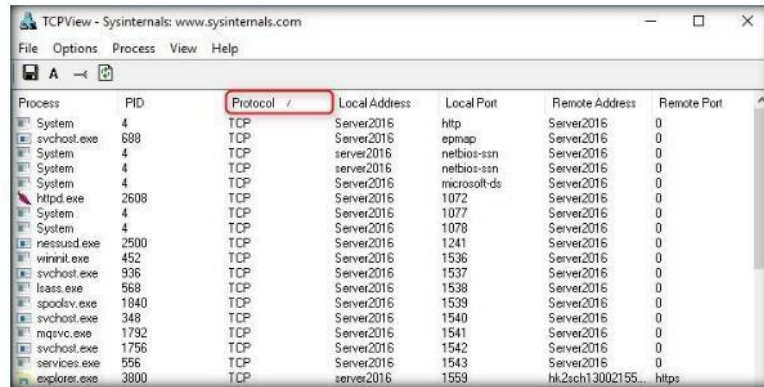 TCPView - Sysinternals: www.sysinternals.com
File Options Process View Help
A
Process PID Protocol / Local Address Local Port Remote Address Remote Port
System 4 TCP Server2016 http Server2016 0
svchost.exe 688 TCP Server2016 epmap Server2016 0
System 4 TCP server2016 netbios-ssn Server2016 0
System 4 TCP server2016 netbios-ssn Server2016 0
System 4 TCP Server2016 microsoft-ds Server2016 0
httpd.exe 2608 TCP Server2016 1072 Server2016 0
System 4 TCP Server2016 1077 Server2016 0
System 4 TCP Server2016 1078 Server2016 0
nessusd.exe 2500 TCP Server2016 1241 Server2016 0
wininit.exe 452 TCP Server2016 1536 Server2016 0
svchost.exe 936 TCP Server2016 1537 Server2016 0
lsass.exe 568 TCP Server2016 1538 Server2016 0
spoolsv.exe 1840 TCP Server2016 1539 Server2016 0
svchost.exe 348 TCP Server2016 1540 Server2016 0
mqsvc.exe 1792 TCP Server2016 1541 Server2016 0
svchost.exe 1756 TCP Server2016 1542 Server2016 0
services.exe 556 TCP Server2016 1543 Server2016 0
explorer.exe 3800 TCP server2016 1559 hk2sch13002155... https